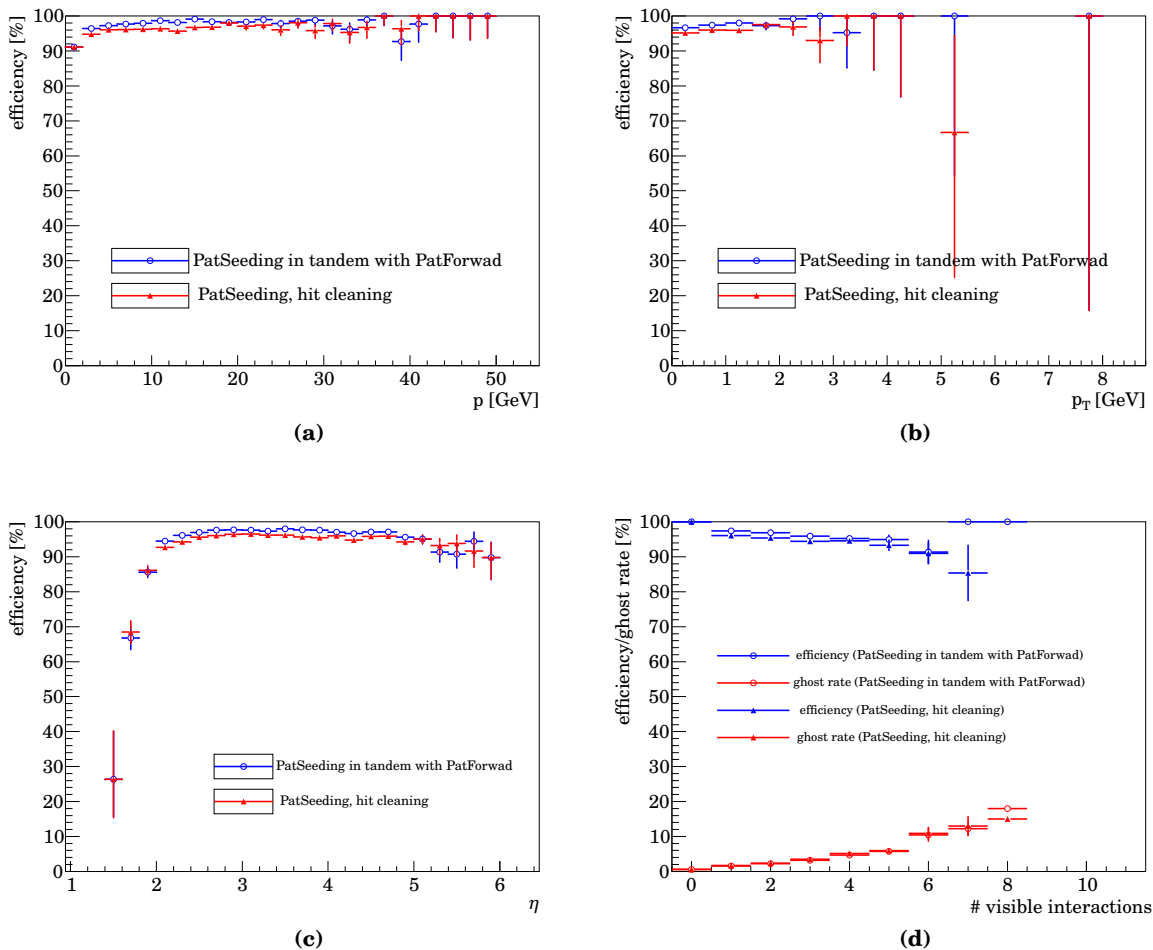 100
90
80
70
60
50
40
30
20
10
0
efficiency [%]
PatSeeding in tandem with PatForwad
PatSeeding, hit cleaning
0 10 20 30 40 50
p [GeV]
(a)
100
90
80
70
60
50
40
30
20
10
0
efficiency [%]
PatSeeding in tandem with PatForwad
PatSeeding, hit cleaning
0 1 2 3 4 5 6 7 8
p_T [GeV]
(b)
100
90
80
70
60
50
40
30
20
10
0
efficiency [%]
PatSeeding in tandem with PatForwad
PatSeeding, hit cleaning
1 2 3 4 5 6
η
(c)
100
90
80
70
60
50
40
30
20
10
0
efficiency/ghost rate [%]
efficiency (PatSeeding in tandem with PatForwad)
ghost rate (PatSeeding in tandem with PatForwad)
efficiency (PatSeeding, hit cleaning)
ghost rate (PatSeeding, hit cleaning)
0 2 4 6 8 10
# visible interactions
(d)